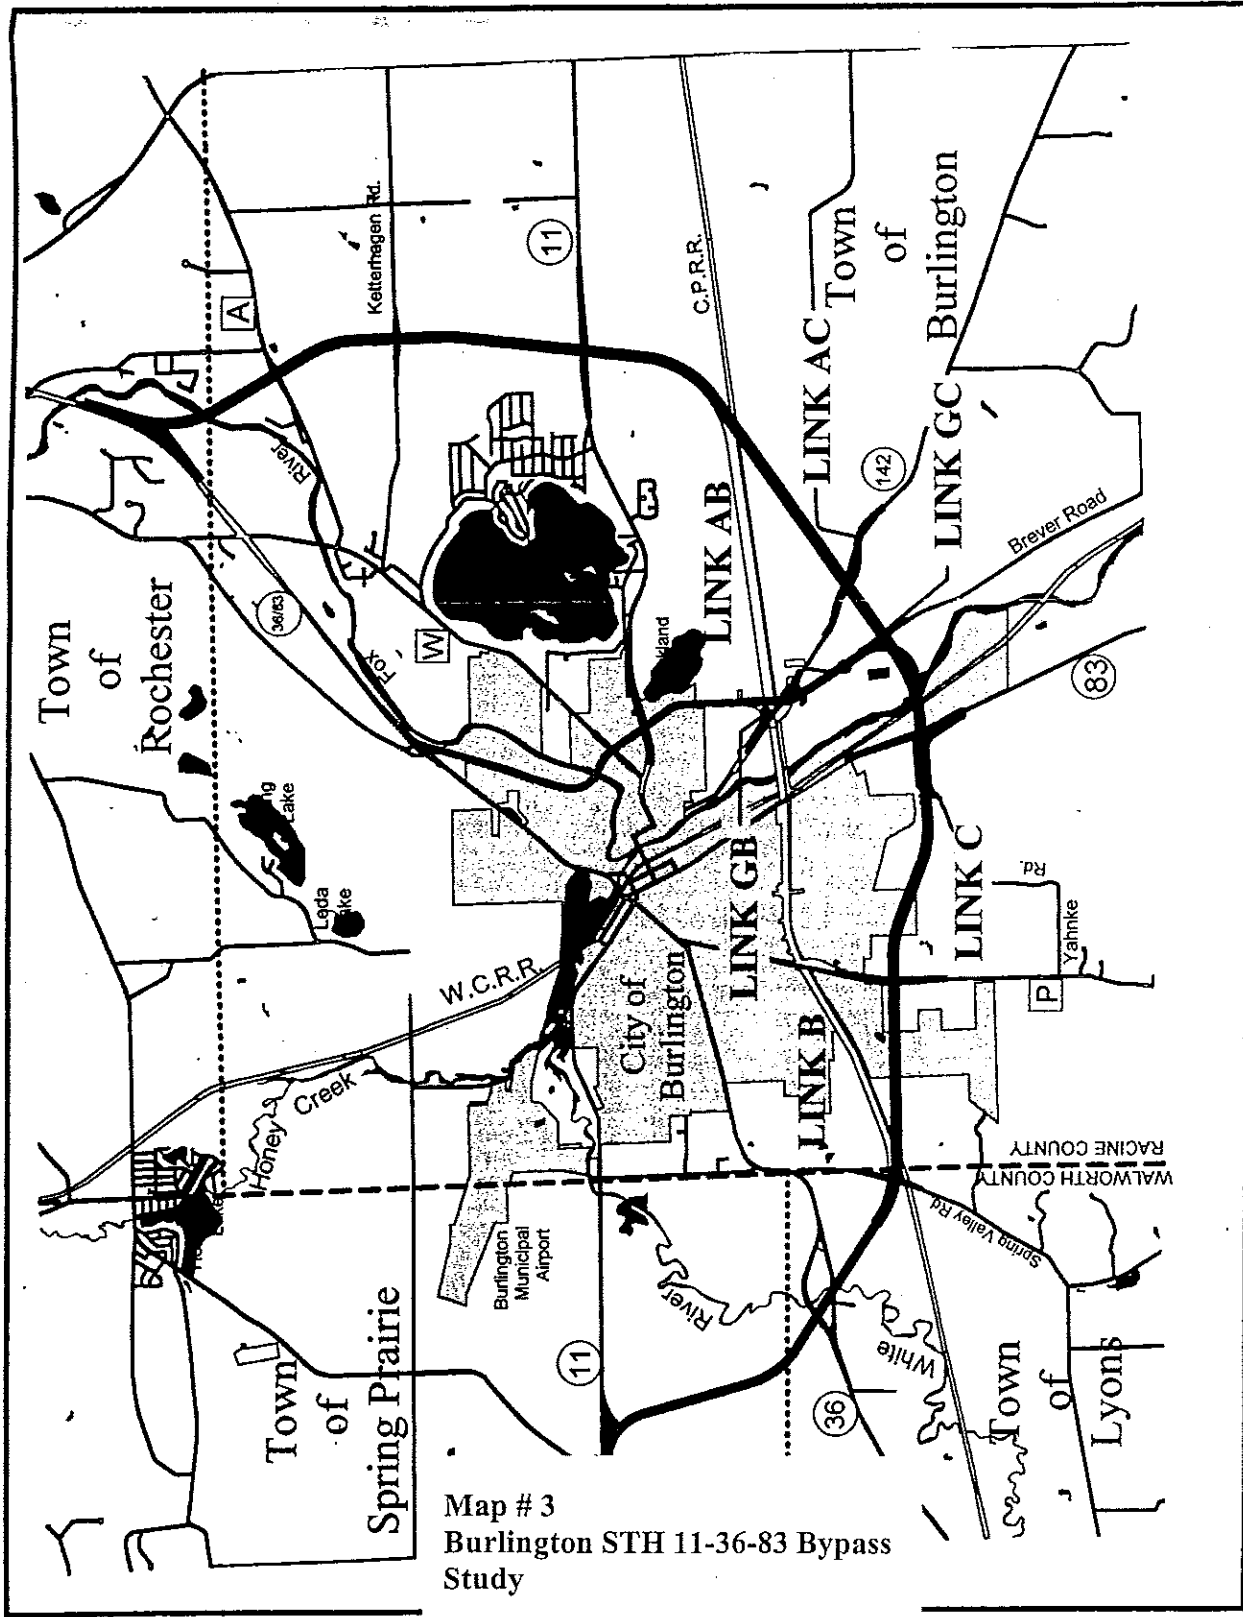 Town
of
Rochester
A
Ketterhagen Rd.
11
River
36/83
Fox
W
Lake
W.C.R.R.
Honey
Creek
C.P.R.R.
LINK AC
Town
of
Burlington
LINK GC
142
Brever Road
LINK AB
83
LINK GB
LINK C
Rd.
Yahnke
P
City of
Burlington
LINK B
RACINE COUNTY
WALWORTH COUNTY
Spring Valley Rd
Burlington
Municipal
Airport
River
White
11
36
Town
of
Spring Prairie
Town
of
Lyons
Map # 3
Burlington STH 11-36-83 Bypass
Study